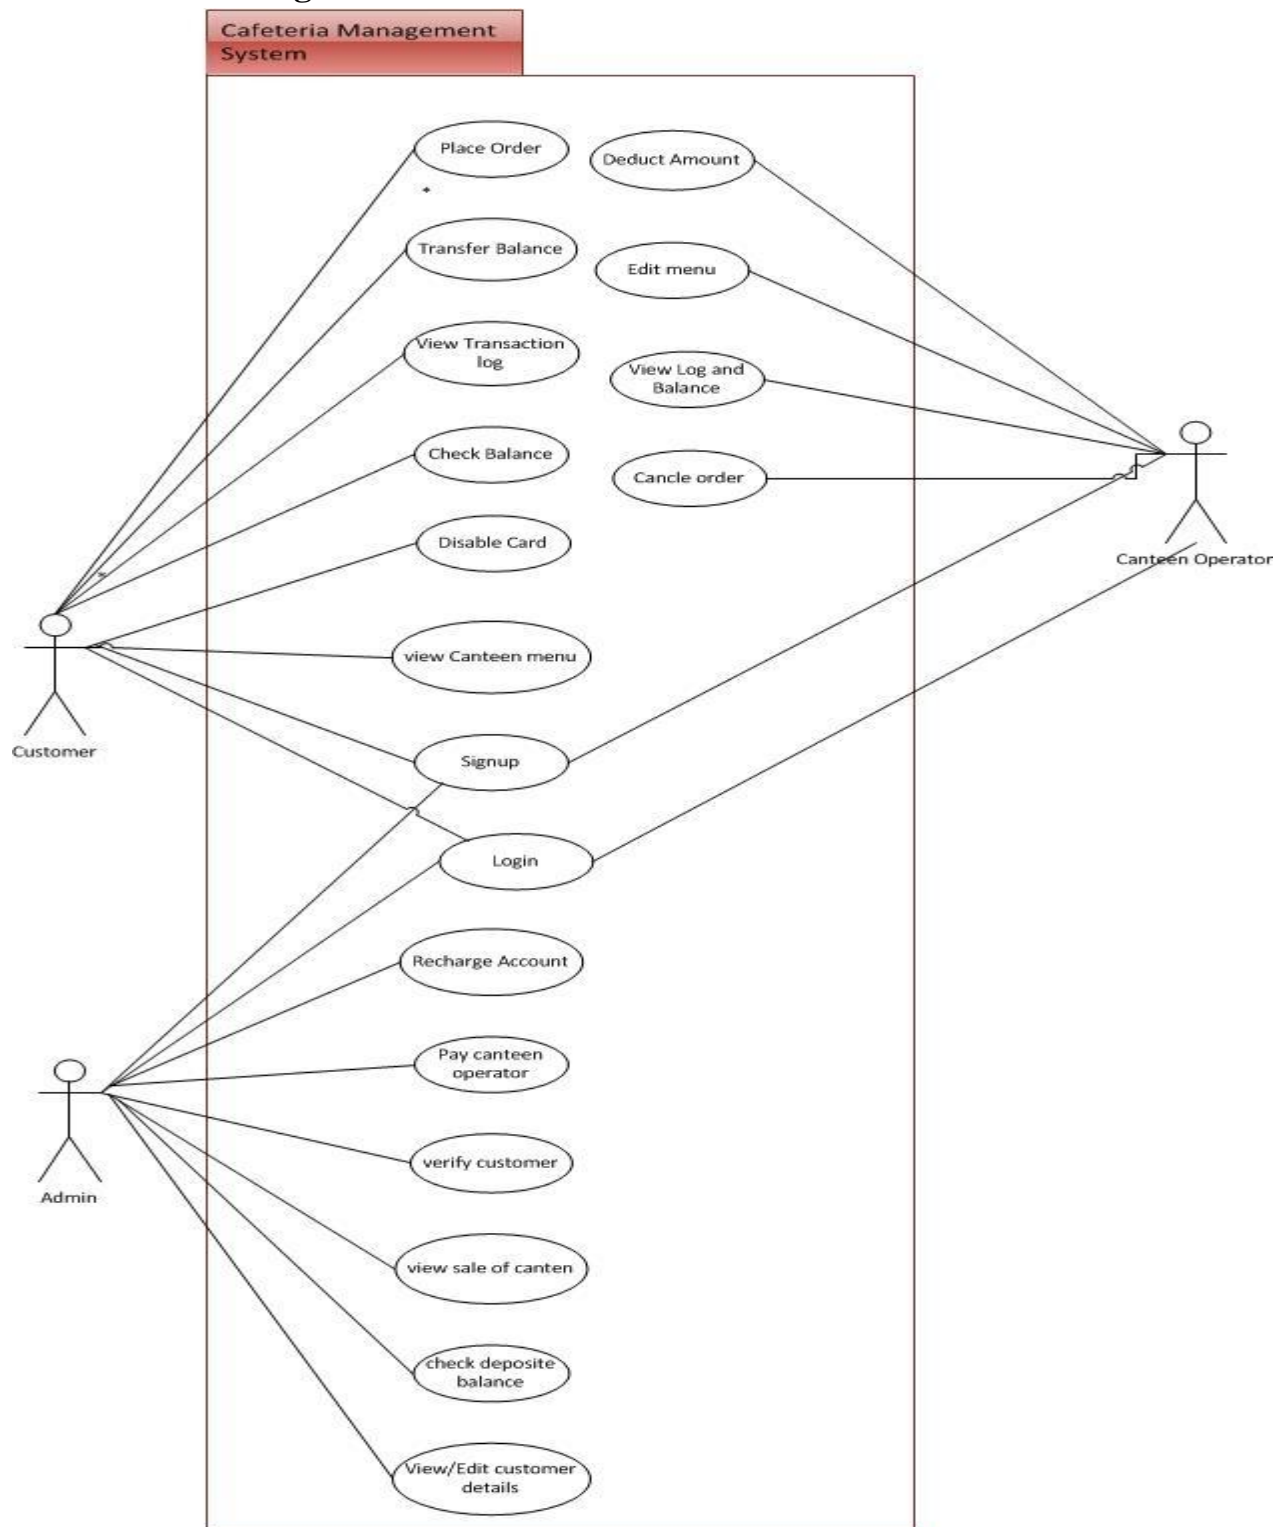 Cafeteria Management
System
Place Order
Deduct Amount
*
Transfer Balance
Edit menu
View Transaction
log
View Log and
Balance
Check Balance
Cancle order
Disable Card
Canteen Operator
*
view Canteen menu
Customer
Signup
Login
Recharge Account
Pay canteen
operator
verify customer
Admin
view sale of canten
check deposite
balance
View/Edit customer
details